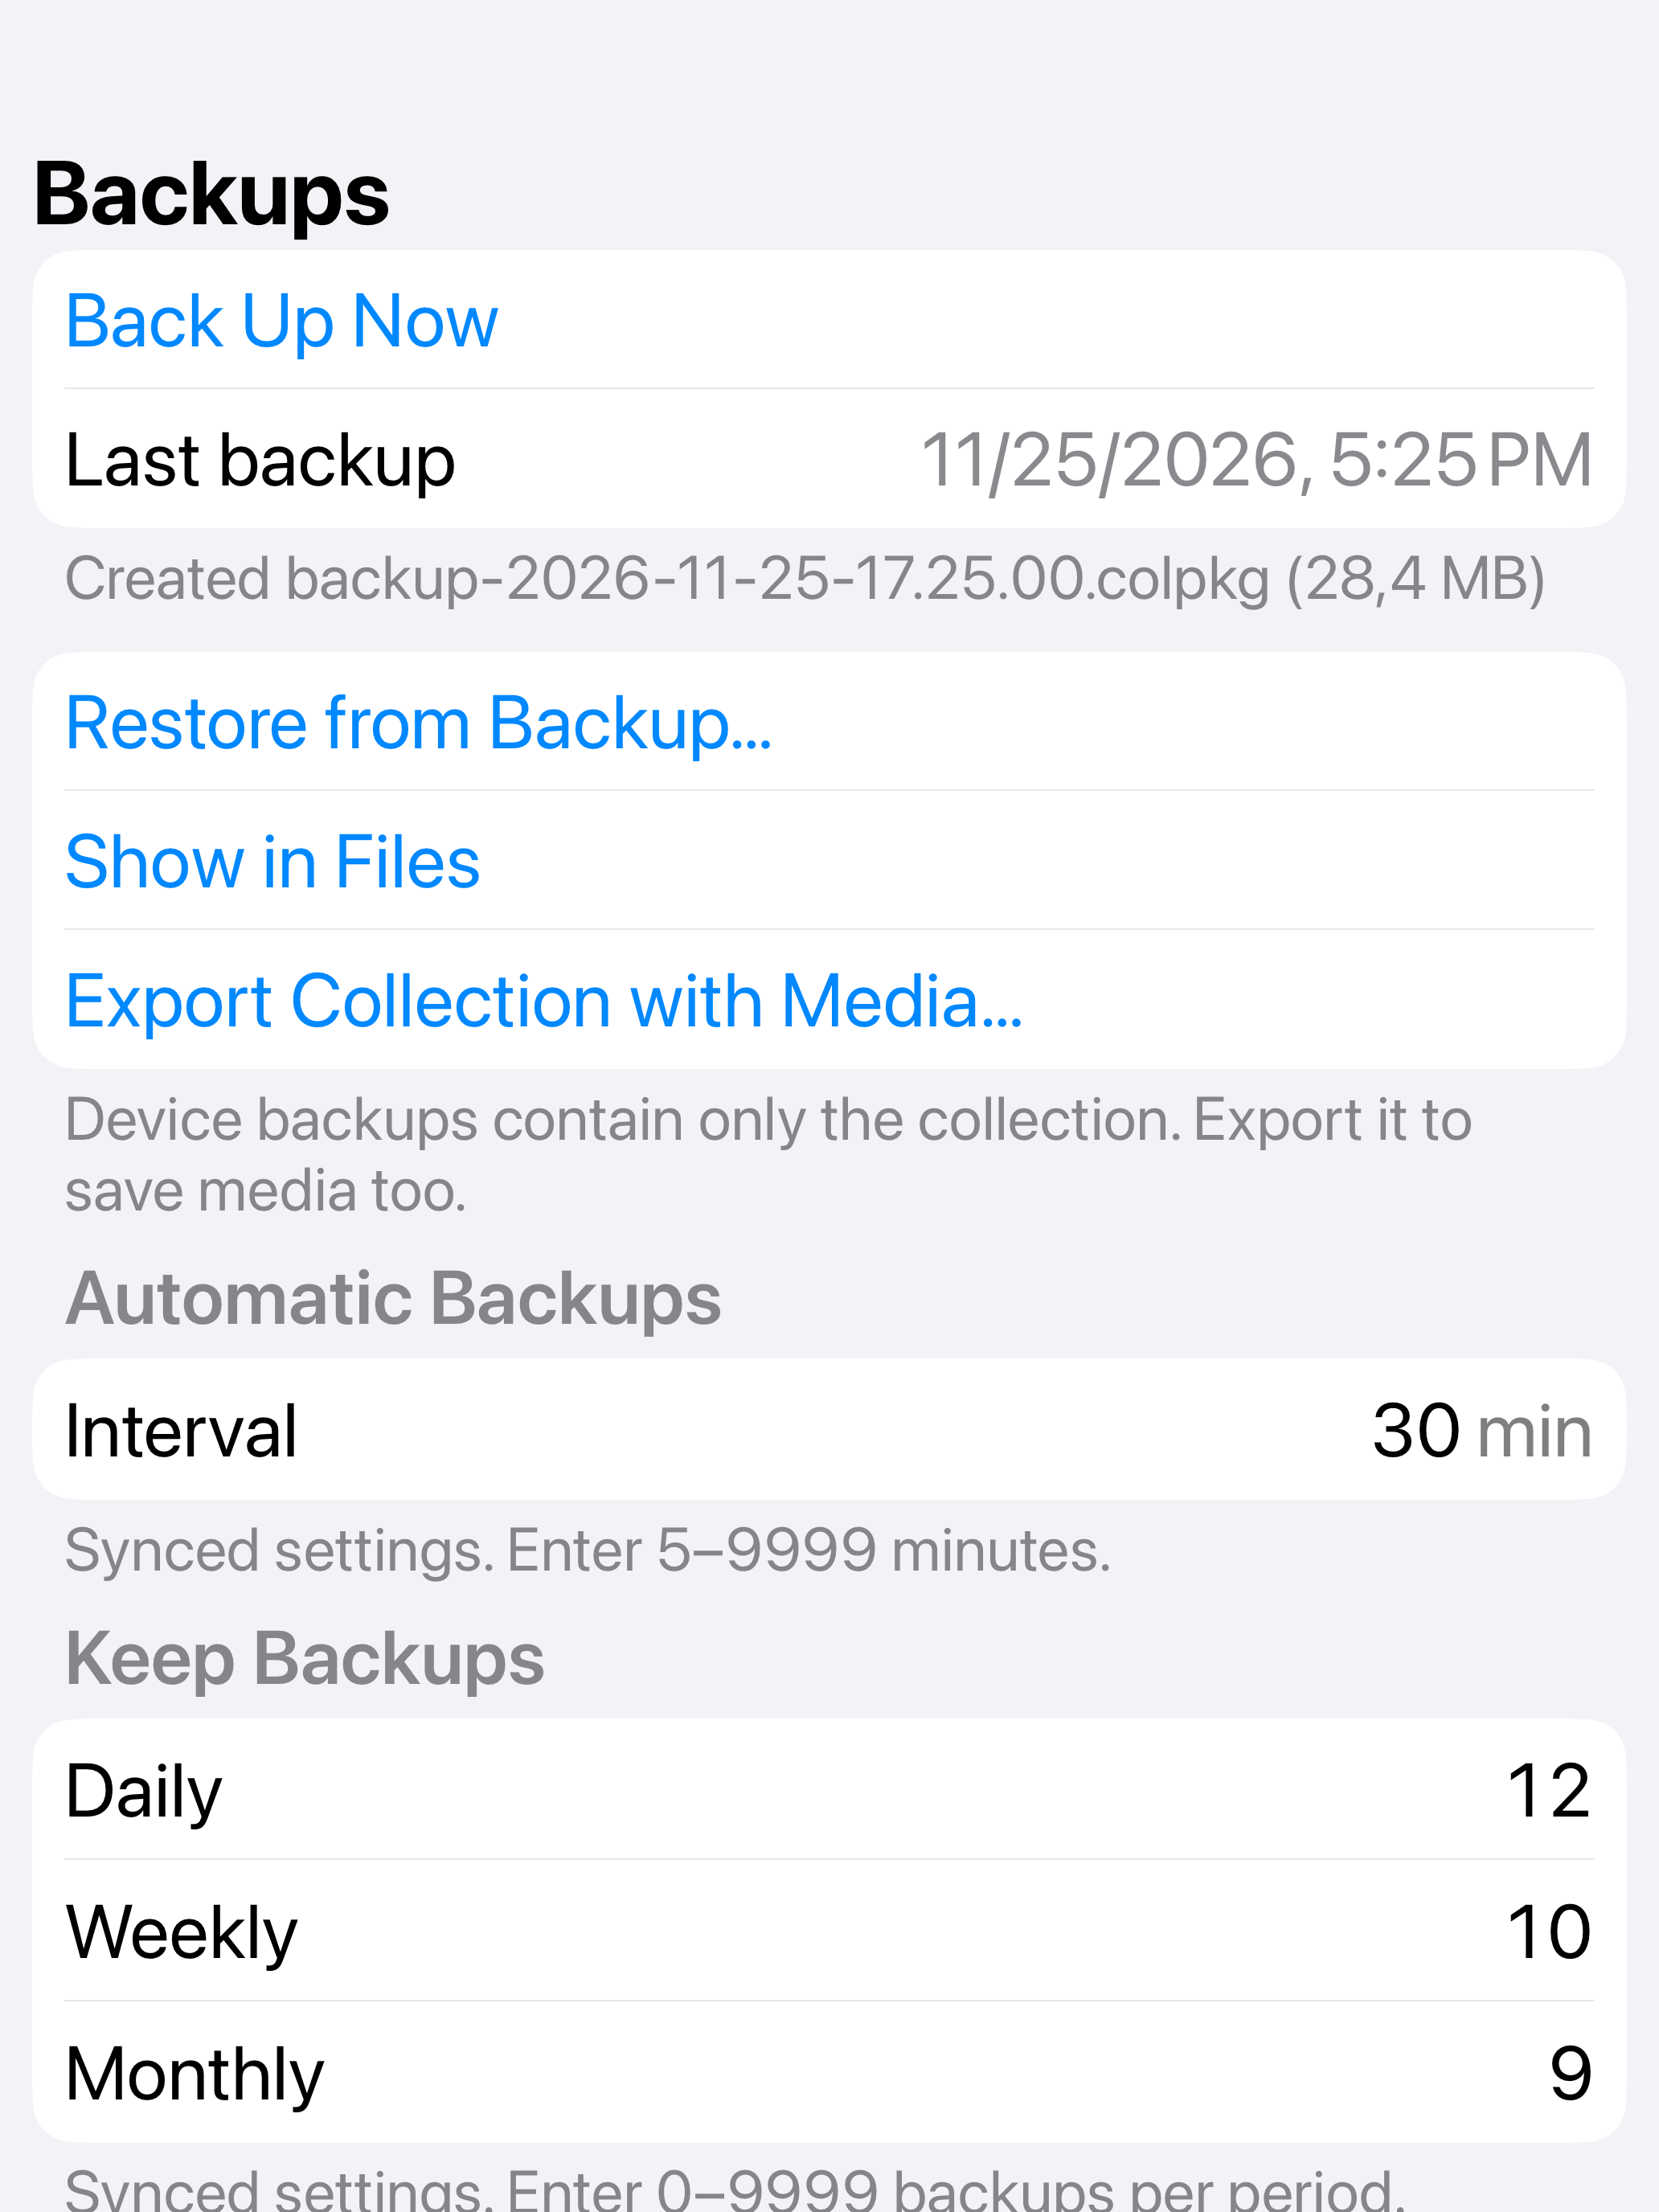 Backups
Back Up Now
Last backup 11/25/2026, 5:25 PM
Created backup-2026-11-25-17.25.00.colpkg (28,4 MB)
Restore from Backup...
Show in Files
Export Collection with Media...
Device backups contain only the collection. Export it to
save media too.
Automatic Backups
Interval 30 min
Synced settings. Enter 5–9999 minutes.
Keep Backups
Daily 12
Weekly 10
Monthly 9
Synced settings. Enter 0–9999 backups per period.